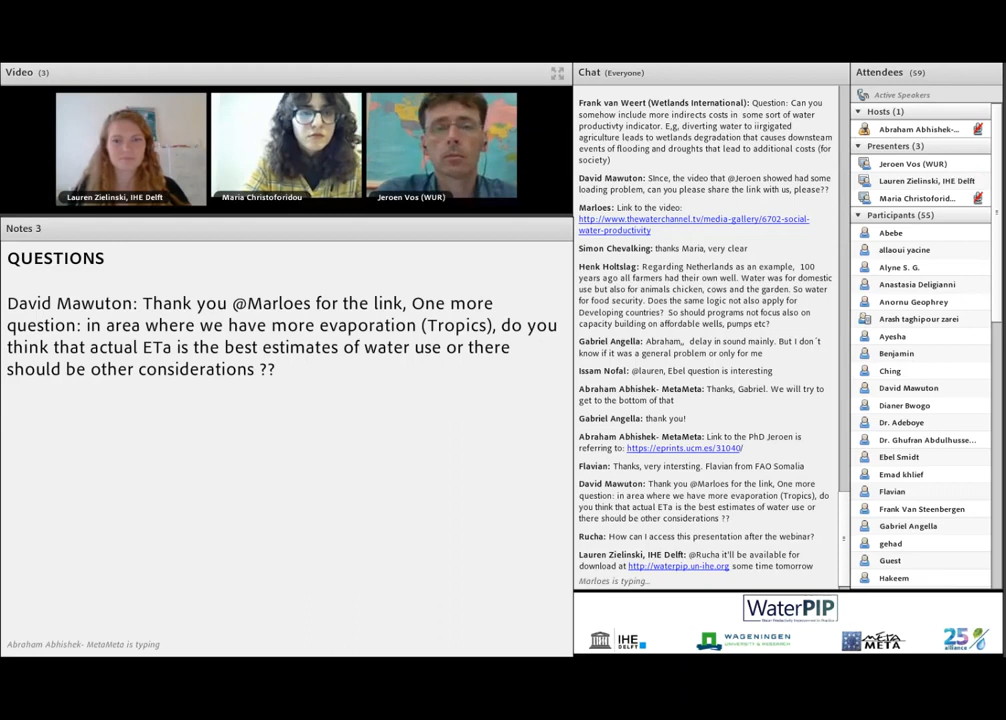 Video (3)
Lauren Zielinski, IHE Delft
Maria Christoforidou
Jeroen Vos (WUR)
Notes 3
QUESTIONS
David Mawuton: Thank you @Marloes for the link, One more
question: in area where we have more evaporation (Tropics), do you
think that actual ETa is the best estimates of water use or there
should be other considerations ??
Abraham Abhishek- MetaMeta is typing
Chat (Everyone)
Frank van Weert (Wetlands International): Question: Can you
somehow include more indirects costs in some sort of water
productivity indicator. E,g, diverting water to iirgigated
agriculture leads to wetlands degradation that causes downsteam
events of flooding and droughts that lead to additional costs (for
society)
David Mawuton: SInce, the video that @Jeroen showed had some
loading problem, can you please share the link with us, please??
Marloes: Link to the video:
http://www.thewaterchannel.tv/media-gallery/6702-social-
water-productivity
Simon Chevalking: thanks Maria, very clear
Henk Holtslag: Regarding Netherlands as an example, 100
years ago all farmers had their own well. Water was for domestic
use but also for animals chicken, cows and the garden. So water
for food security. Does the same logic not also apply for
Developing countries? So should programs not focus also on
capacity building on affordable wells, pumps etc?
Gabriel Angella: Abraham,, delay in sound mainly. But I don´t
know if it was a general problem or only for me
Issam Nofal: @lauren, Ebel question is interesting
Abraham Abhishek- MetaMeta: Thanks, Gabriel. We will try to
get to the bottom of that
Gabriel Angella: thank you!
Abraham Abhishek- MetaMeta: Link to the PhD Jeroen is
referring to: https://eprints.ucm.es/31040/
Flavian: Thanks, very intersting. Flavian from FAO Somalia
David Mawuton: Thank you @Marloes for the link, One more
question: in area where we have more evaporation (Tropics), do
you think that actual ETa is the best estimates of water use or
there should be other considerations ??
Rucha: How can I access this presentation after the webinar?
Lauren Zielinski, IHE Delft: @Rucha it'll be available for
download at http://waterpip.un-ihe.org some time tomorrow
Marloes is typing...
Attendees (59)
Active Speakers
Hosts (1)
Abraham Abhishek-...
Presenters (3)
Jeroen Vos (WUR)
Lauren Zielinski, IHE Delft
Maria Christoforid...
Participants (55)
Abebe
allaoui yacine
Alyne S. G.
Anastasia Deligianni
Anornu Geophrey
Arash taghipour zarei
Ayesha
Benjamin
Ching
David Mawuton
Dianer Bwogo
Dr. Adeboye
Dr. Ghufran Abdulhusse...
Ebel Smidt
Emad khlief
Flavian
Frank Van Steenbergen
Gabriel Angella
gehad
Guest
Hakeem
WaterPIP
IHE
DELFT
WAGENINGEN
UNIVERSITY & RESEARCH
META
META
25
alliance